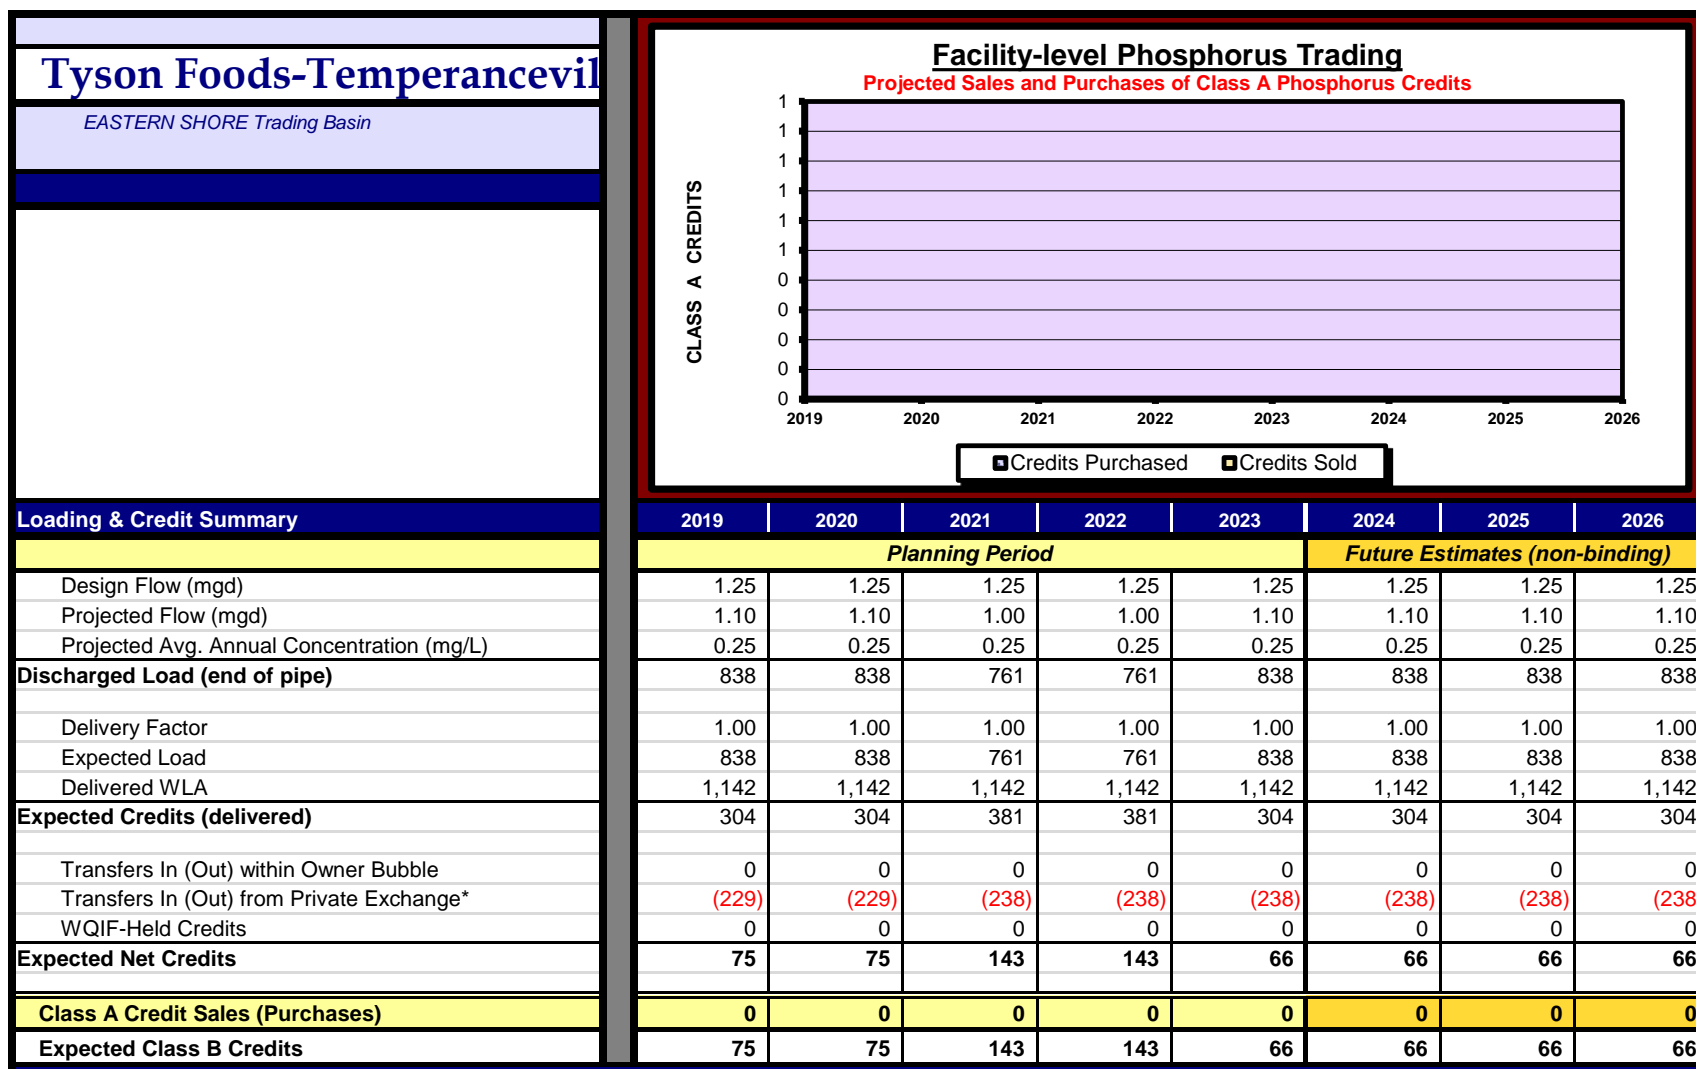 Tyson Foods-Temperancevil
EASTERN SHORE Trading Basin
Facility-level Phosphorus Trading
Projected Sales and Purchases of Class A Phosphorus Credits
CLASS A CREDITS
1
1
1
1
1
1
0
0
0
0
0
2019 2020 2021 2022 2023 2024 2025 2026
Credits Purchased Credits Sold
Loading & Credit Summary 2019 2020 2021 2022 2023 2024 2025 2026
Planning Period Future Estimates (non-binding)
Design Flow (mgd) 1.25 1.25 1.25 1.25 1.25 1.25 1.25 1.25
Projected Flow (mgd) 1.10 1.10 1.00 1.00 1.10 1.10 1.10 1.10
Projected Avg. Annual Concentration (mg/L) 0.25 0.25 0.25 0.25 0.25 0.25 0.25 0.25
Discharged Load (end of pipe) 838 838 761 761 838 838 838 838
Delivery Factor 1.00 1.00 1.00 1.00 1.00 1.00 1.00 1.00
Expected Load 838 838 761 761 838 838 838 838
Delivered WLA 1,142 1,142 1,142 1,142 1,142 1,142 1,142 1,142
Expected Credits (delivered) 304 304 381 381 304 304 304 304
Transfers In (Out) within Owner Bubble 0 0 0 0 0 0 0 0
Transfers In (Out) from Private Exchange* (229) (229) (238) (238) (238) (238) (238) (238
WQIF-Held Credits 0 0 0 0 0 0 0 0
Expected Net Credits 75 75 143 143 66 66 66 66
Class A Credit Sales (Purchases) 0 0 0 0 0 0 0 0
Expected Class B Credits 75 75 143 143 66 66 66 66